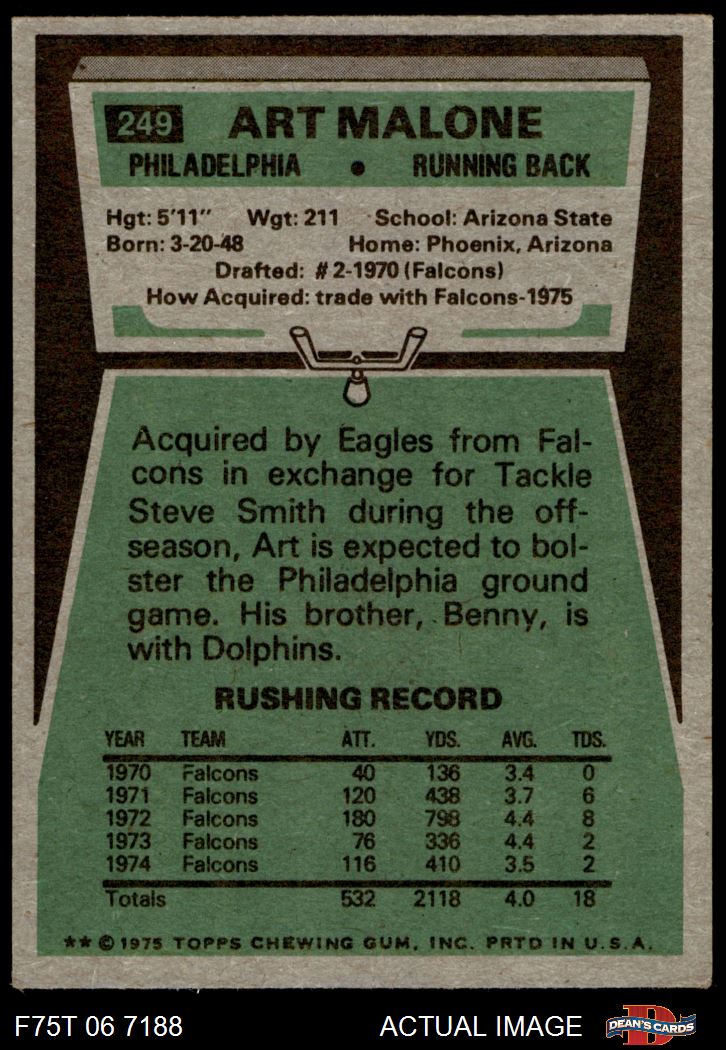 249 ART MALONE
PHILADELPHIA • RUNNING BACK
Hgt: 5'11" Wgt: 211 School: Arizona State
Born: 3-20-48 Home: Phoenix, Arizona
Drafted: #2-1970 (Falcons)
How Acquired: trade with Falcons-1975
Acquired by Eagles from Fal-
cons in exchange for Tackle
Steve Smith during the off-
season, Art is expected to bol-
ster the Philadelphia ground
game. His brother, Benny, is
with Dolphins.
RUSHING RECORD
YEAR TEAM ATT. YDS. AVG. TDS.
1970 Falcons 40 136 3.4 0
1971 Falcons 120 438 3.7 6
1972 Falcons 180 798 4.4 8
1973 Falcons 76 336 4.4 2
1974 Falcons 116 410 3.5 2
Totals 532 2118 4.0 18
** © 1975 TOPPS CHEWING GUM, INC. PRTD IN U.S.A.
F75T 06 7188 ACTUAL IMAGE D DEAN'S CARDS